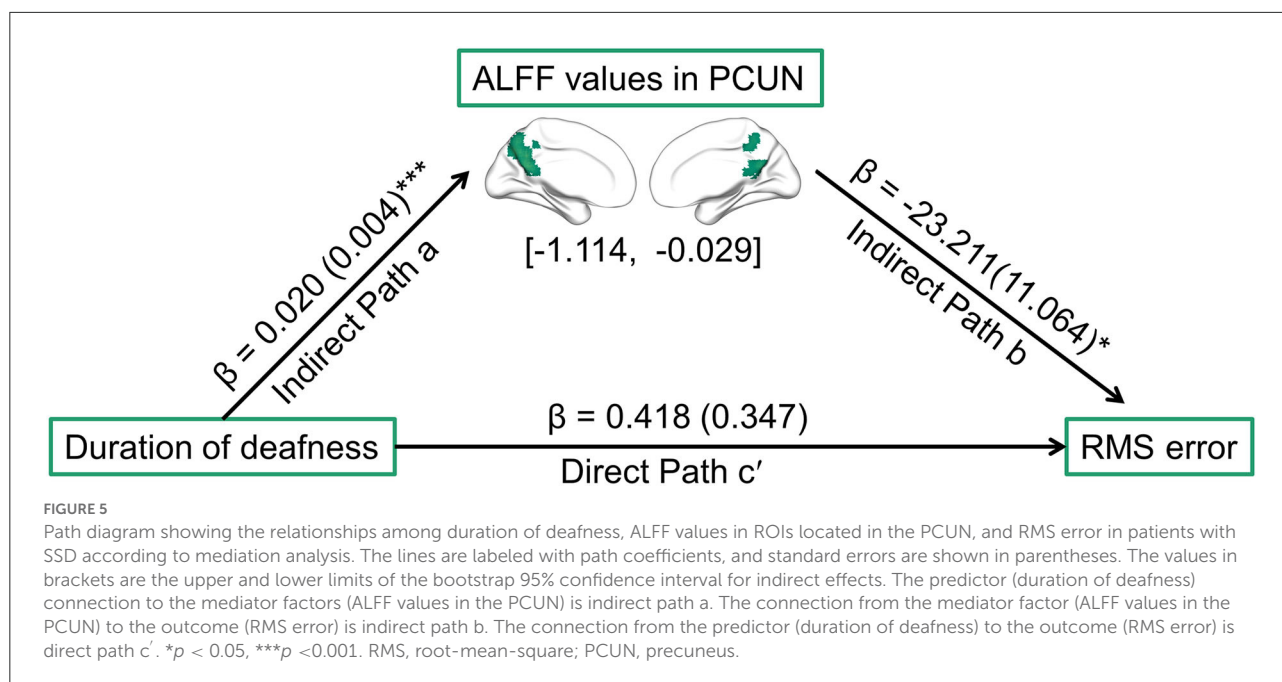 ALFF values in PCUN
β = 0.020 (0.004)***
Indirect Path a
[-1.114, -0.029]
β = -23.211(11.064)*
Indirect Path b
Duration of deafness
β = 0.418 (0.347)
Direct Path c′
RMS error
FIGURE 5
Path diagram showing the relationships among duration of deafness, ALFF values in ROIs located in the PCUN, and RMS error in patients with
SSD according to mediation analysis. The lines are labeled with path coefficients, and standard errors are shown in parentheses. The values in
brackets are the upper and lower limits of the bootstrap 95% confidence interval for indirect effects. The predictor (duration of deafness)
connection to the mediator factors (ALFF values in the PCUN) is indirect path a. The connection from the mediator factor (ALFF values in the
PCUN) to the outcome (RMS error) is indirect path b. The connection from the predictor (duration of deafness) to the outcome (RMS error) is
direct path c′. *p < 0.05, ***p <0.001. RMS, root-mean-square; PCUN, precuneus.